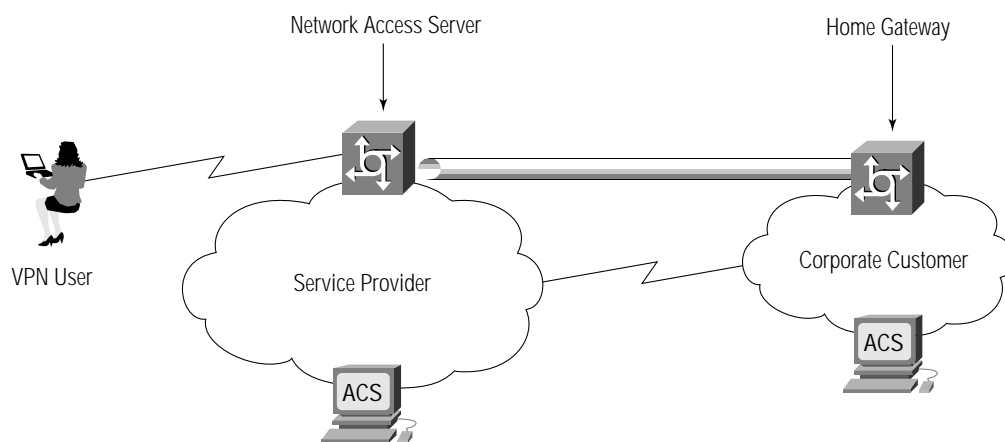 Network Access Server
Home Gateway
VPN User
Service Provider
Corporate Customer
ACS
ACS